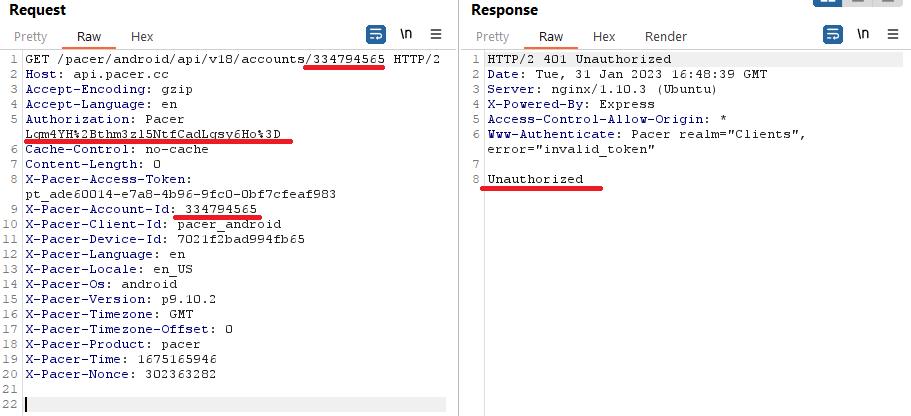 Request
Pretty Raw Hex \n
1 GET /pacer/android/api/v18/accounts/334794565 HTTP/2
2 Host: api.pacer.cc
3 Accept-Encoding: gzip
4 Accept-Language: en
5 Authorization: Pacer
Lqm4YH%2Bthm3zl5NtfCadLqsy6Ho%3D
6 Cache-Control: no-cache
7 Content-Length: 0
8 X-Pacer-Access-Token:
pt_ade60014-e7a8-4b96-9fc0-0bf7cfeaf983
9 X-Pacer-Account-Id: 334794565
10 X-Pacer-Client-Id: pacer_android
11 X-Pacer-Device-Id: 7021f2bad994fb65
12 X-Pacer-Language: en
13 X-Pacer-Locale: en_US
14 X-Pacer-Os: android
15 X-Pacer-Version: p9.10.2
16 X-Pacer-Timezone: GMT
17 X-Pacer-Timezone-Offset: 0
18 X-Pacer-Product: pacer
19 X-Pacer-Time: 1675165946
20 X-Pacer-Nonce: 302363282
21
22
Response
Pretty Raw Hex Render \n
1 HTTP/2 401 Unauthorized
2 Date: Tue, 31 Jan 2023 16:48:39 GMT
3 Server: nginx/1.10.3 (Ubuntu)
4 X-Powered-By: Express
5 Access-Control-Allow-Origin: *
6 Www-Authenticate: Pacer realm="Clients",
error="invalid_token"
7
8 Unauthorized